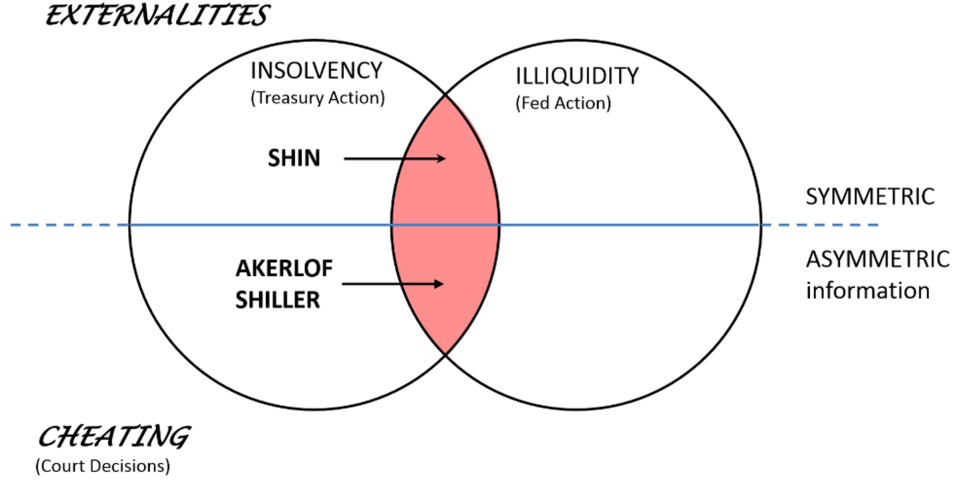 EXTERNALITIES
INSOLVENCY
(Treasury Action)
ILLIQUIDITY
(Fed Action)
SHIN
SYMMETRIC
ASYMMETRIC
information
AKERLOF
SHILLER
CHEATING
(Court Decisions)